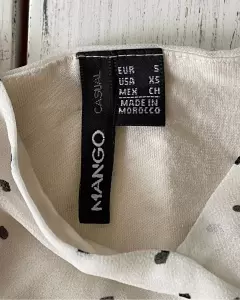 MANGO
CASUAL
EUR S
USA XS
MEX CH
MADE IN
MOROCCO